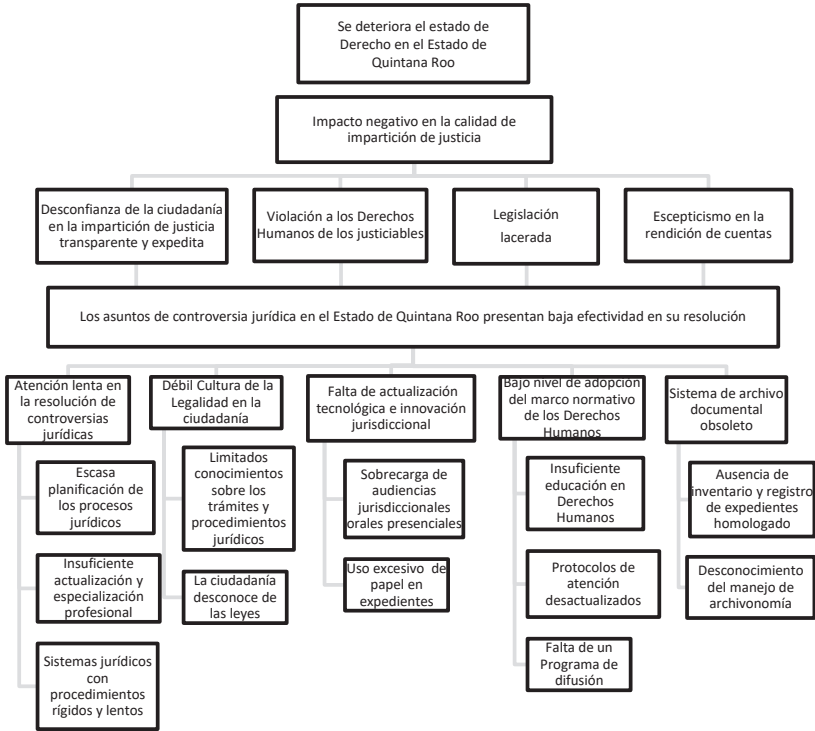 Se deteriora el estado de
Derecho en el Estado de
Quintana Roo
Impacto negativo en la calidad de
impartición de justicia
Desconfianza de la ciudadanía
en la impartición de justicia
transparente y expedita
Violación a los Derechos
Humanos de los justiciables
Legislación
lacerada
Escepticismo en la
rendición de cuentas
Los asuntos de controversia jurídica en el Estado de Quintana Roo presentan baja efectividad en su resolución
Atención lenta en
la resolución de
controversias
jurídicas
Escasa
planificación de
los procesos
jurídicos
Insuficiente
actualización y
especialización
profesional
Sistemas jurídicos
con
procedimientos
rígidos y lentos
Débil Cultura de la
Legalidad en la
ciudadanía
Limitados
conocimientos
sobre los
trámites y
procedimientos
jurídicos
La ciudadanía
desconoce de
las leyes
Falta de actualización
tecnológica e innovación
jurisdiccional
Sobrecarga de
audiencias
jurisdiccionales
orales presenciales
Uso excesivo de
papel en
expedientes
Bajo nivel de adopción
del marco normativo
de los Derechos
Humanos
Insuficiente
educación en
Derechos
Humanos
Protocolos de
atención
desactualizados
Falta de un
Programa de
difusión
Sistema de archivo
documental
obsoleto
Ausencia de
inventario y registro
de expedientes
homologado
Desconocimiento
del manejo de
archivonomía